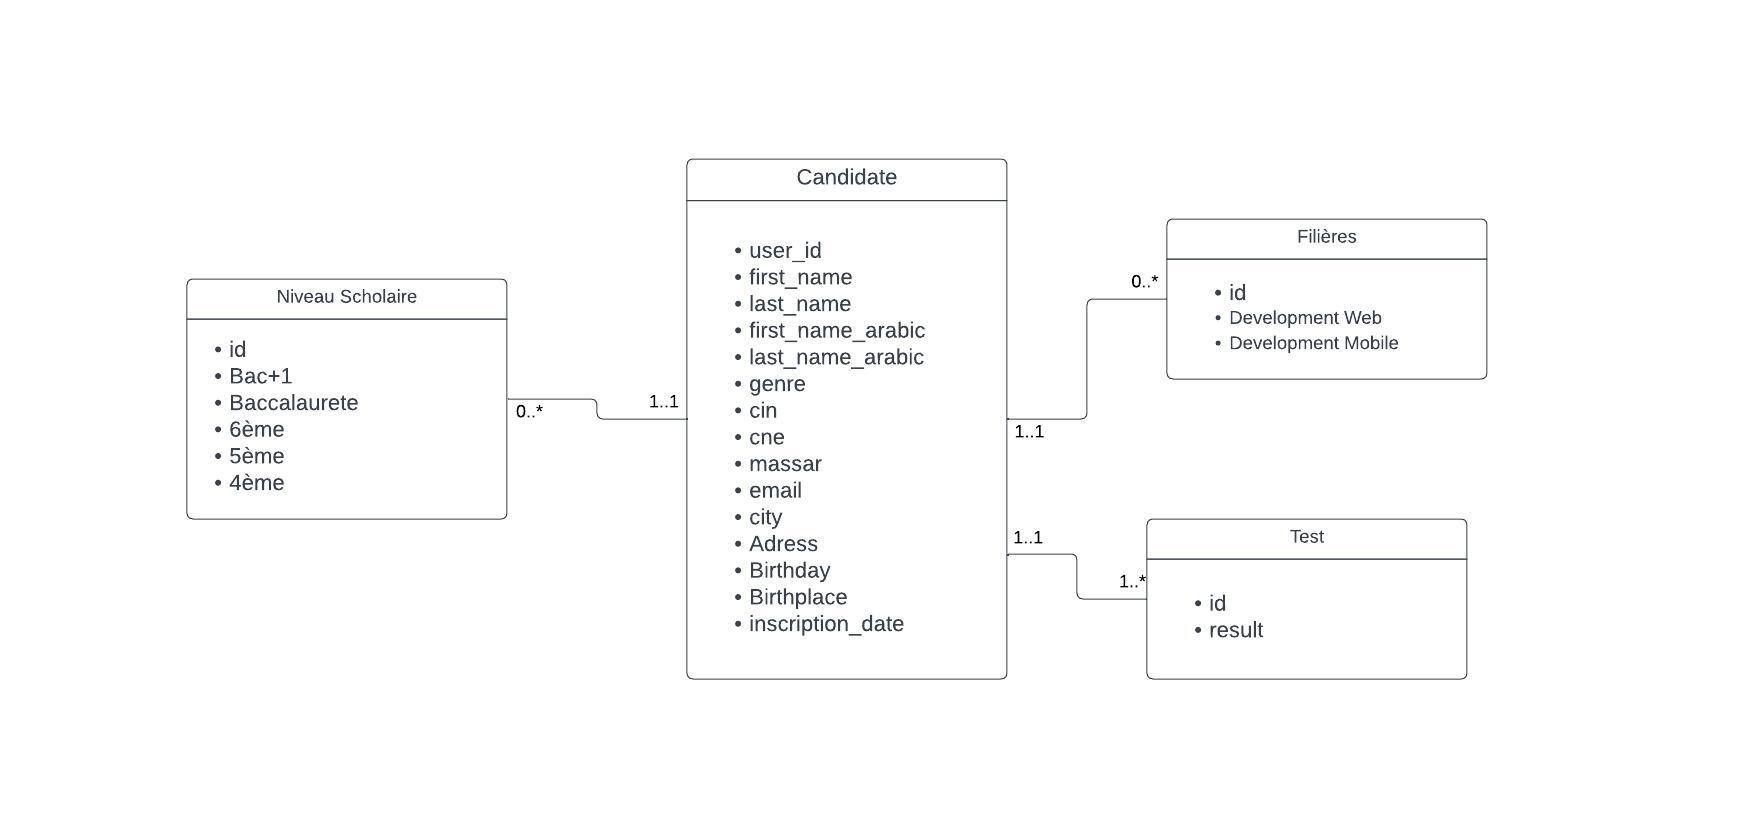 Niveau Scholaire
• id
• Bac+1
• Baccalaurete
• 6ème
• 5ème
• 4ème
0..*
1..1
Candidate
• user_id
• first_name
• last_name
• first_name_arabic
• last_name_arabic
• genre
• cin
• cne
• massar
• email
• city
• Adress
• Birthday
• Birthplace
• inscription_date
1..1
0..*
Filières
• id
• Development Web
• Development Mobile
1..1
1..*
Test
• id
• result